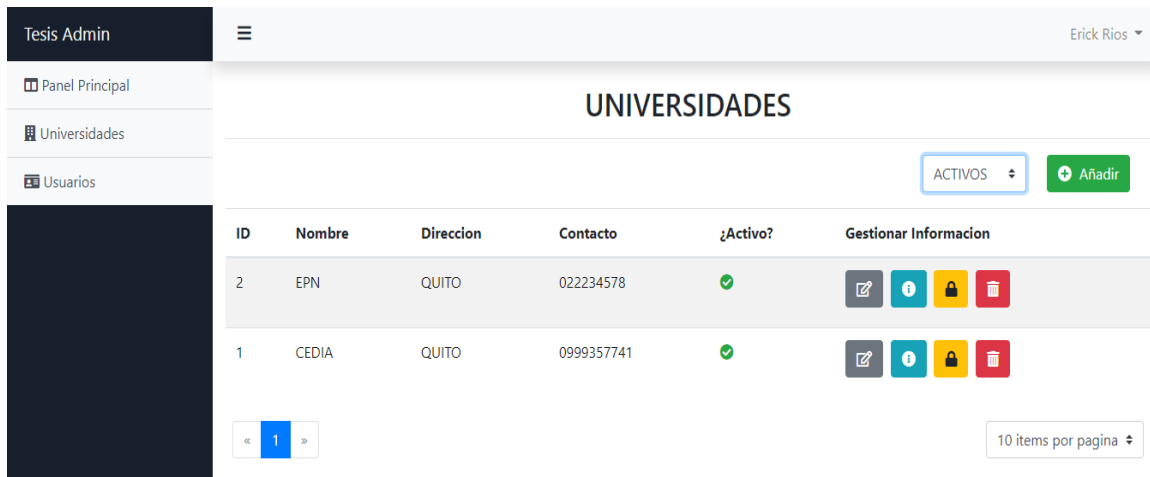 Tesis Admin
Erick Rios
Panel Principal
Universidades
Usuarios
UNIVERSIDADES
ACTIVOS
Añadir
ID Nombre Direccion Contacto ¿Activo? Gestionar Informacion
2 EPN QUITO 022234578
1 CEDIA QUITO 0999357741
« 1 »
10 items por pagina